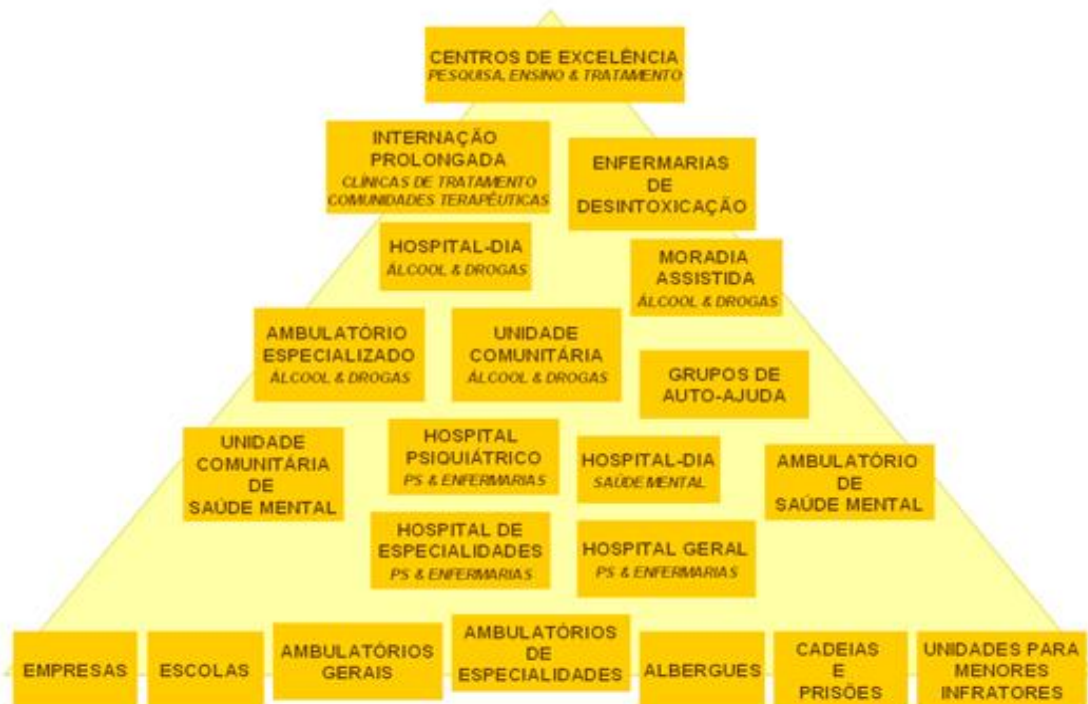 CENTROS DE EXCELÊNCIA
PESQUISA, ENSINO & TRATAMENTO
INTERNAÇÃO
PROLONGADA
CLÍNICAS DE TRATAMENTO
COMUNIDADES TERAPÊUTICAS
ENFERMARIAS
DE
DESINTOXICAÇÃO
HOSPITAL-DIA
ÁLCOOL & DROGAS
MORADIA
ASSISTIDA
ÁLCOOL & DROGAS
AMBULATÓRIO
ESPECIALIZADO
ÁLCOOL & DROGAS
UNIDADE
COMUNITÁRIA
ÁLCOOL & DROGAS
GRUPOS DE
AUTO-AJUDA
UNIDADE
COMUNITÁRIA
DE
SAÚDE MENTAL
HOSPITAL
PSIQUIÁTRICO
PS & ENFERMARIAS
HOSPITAL-DIA
SAÚDE MENTAL
AMBULATÓRIO
DE
SAÚDE MENTAL
HOSPITAL DE
ESPECIALIDADES
PS & ENFERMARIAS
HOSPITAL GERAL
PS & ENFERMARIAS
EMPRESAS
ESCOLAS
AMBULATÓRIOS
GERAIS
AMBULATÓRIOS
DE
ESPECIALIDADES
ALBERGUES
CADEIAS
E
PRISÕES
UNIDADES PARA
MENORES
INFRATORES